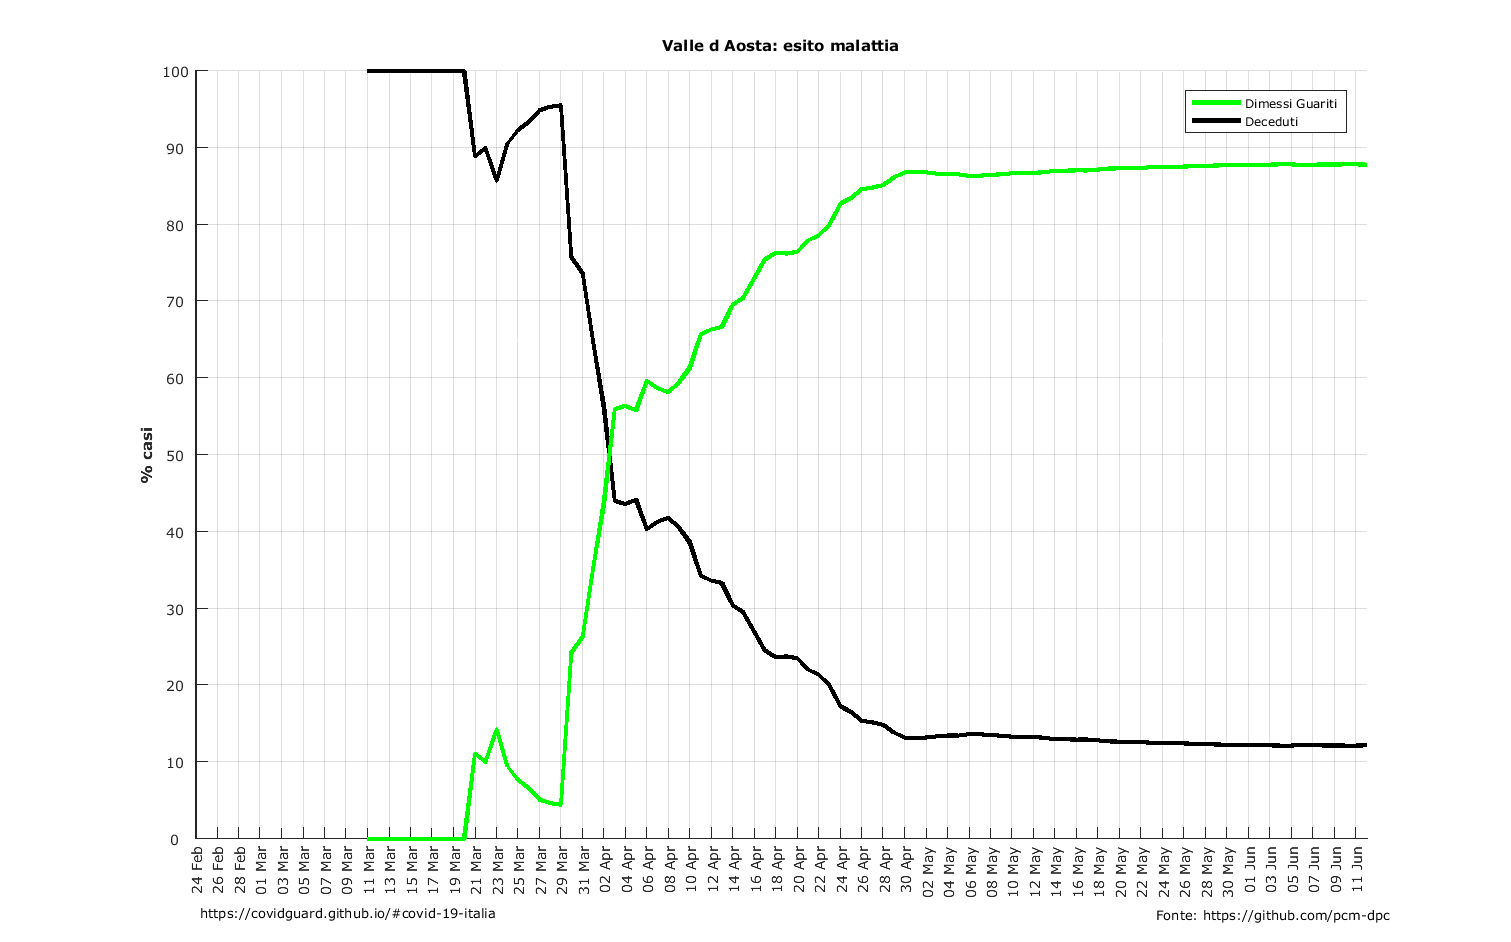 Valle d Aosta: esito malattia
Dimessi Guariti
Deceduti
% casi
100
90
80
70
60
50
40
30
20
10
0
24 Feb
26 Feb
28 Feb
01 Mar
03 Mar
05 Mar
07 Mar
09 Mar
11 Mar
13 Mar
15 Mar
17 Mar
19 Mar
21 Mar
23 Mar
25 Mar
27 Mar
29 Mar
31 Mar
02 Apr
04 Apr
06 Apr
08 Apr
10 Apr
12 Apr
14 Apr
16 Apr
18 Apr
20 Apr
22 Apr
24 Apr
26 Apr
28 Apr
30 Apr
02 May
04 May
06 May
08 May
10 May
12 May
14 May
16 May
18 May
20 May
22 May
24 May
26 May
28 May
30 May
01 Jun
03 Jun
05 Jun
07 Jun
09 Jun
11 Jun
https://covidguard.github.io/#covid-19-italia
Fonte: https://github.com/pcm-dpc